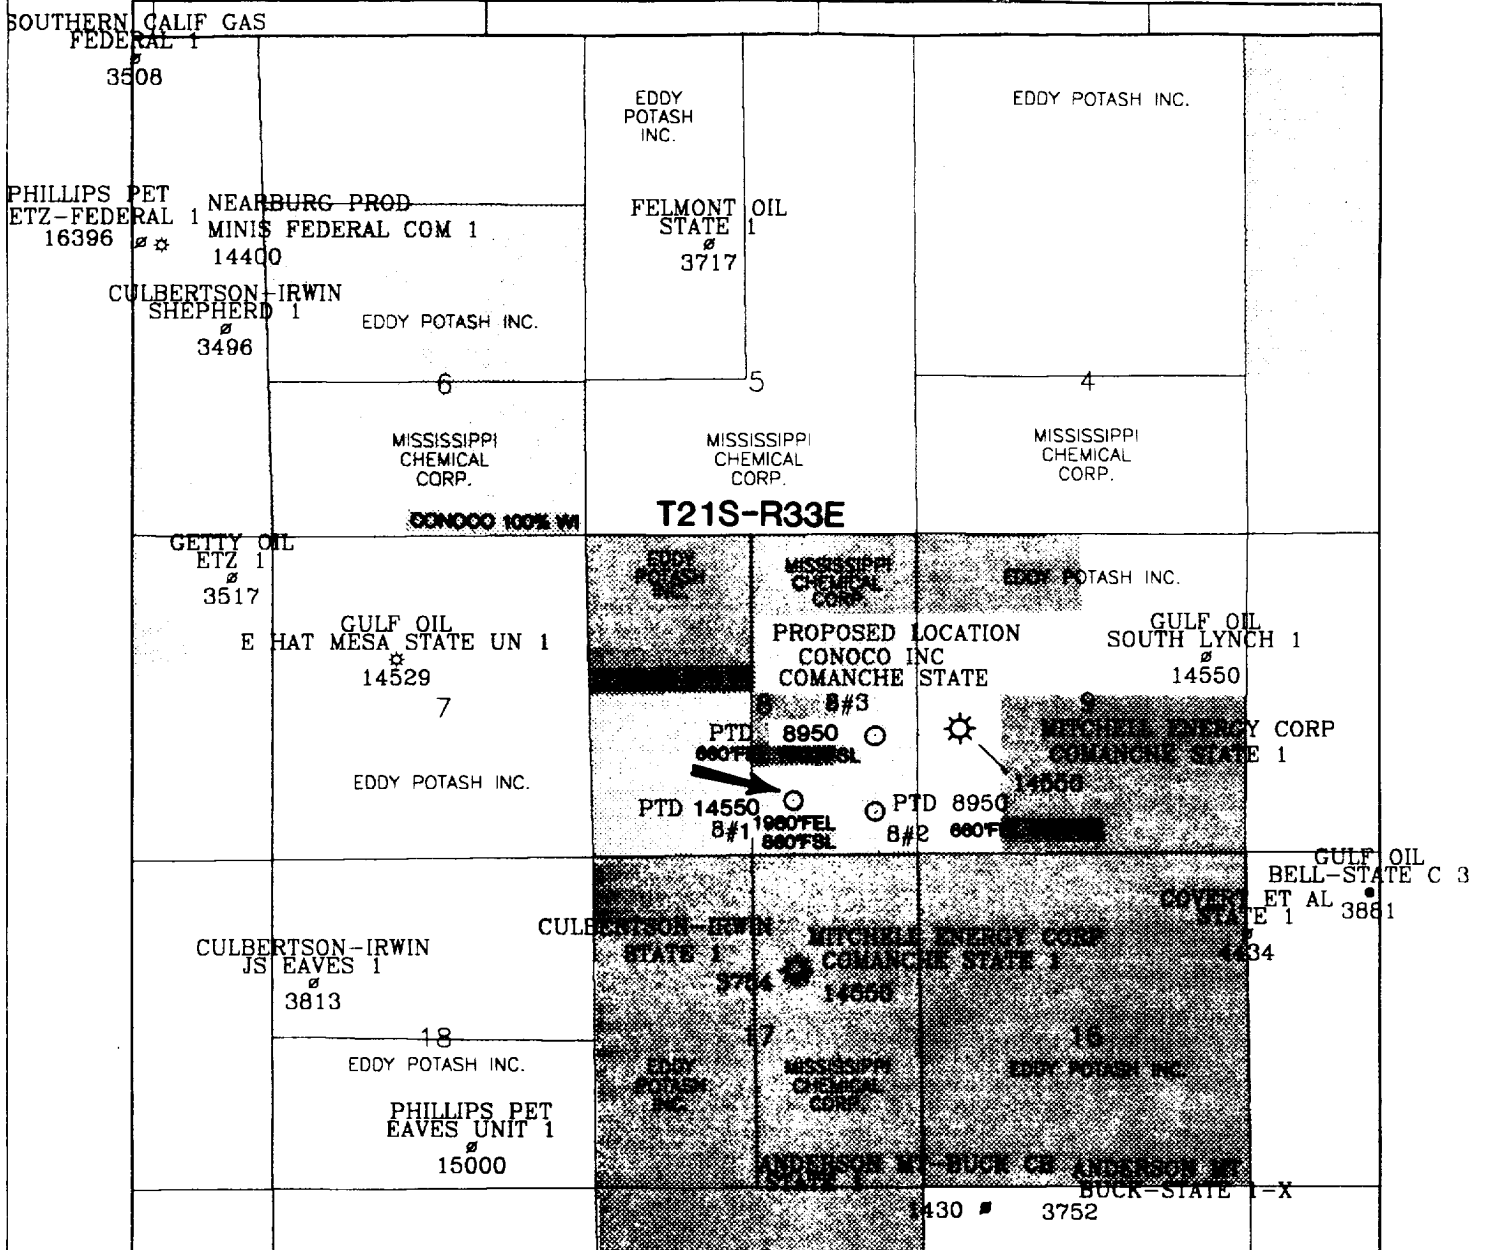 SOUTHERN CALIF GAS
FEDERAL 1
3508
EDDY
POTASH
INC.
EDDY POTASH INC.
PHILLIPS PET
ETZ-FEDERAL 1
16396
NEARBURG PROD
MINIS FEDERAL COM 1
14400
FELMONT OIL
STATE 1
3717
CULBERTSON-IRWIN
SHEPHERD 1
3496
EDDY POTASH INC.
6
5
4
MISSISSIPPI
CHEMICAL
CORP.
MISSISSIPPI
CHEMICAL
CORP.
MISSISSIPPI
CHEMICAL
CORP.
CONOCO 100% WI
T21S-R33E
GETTY OIL
ETZ 1
3517
EDDY
POTASH
INC.
MISSISSIPPI
CHEMICAL
CORP.
EDDY POTASH INC.
GULF OIL
E HAT MESA STATE UN 1
14529
PROPOSED LOCATION
CONOCO INC
COMANCHE STATE
GULF OIL
SOUTH LYNCH 1
14550
7
8
8#3
9
PTD 8950
MITCHELL ENERGY CORP
COMANCHE STATE 1
14550
EDDY POTASH INC.
PTD 14550
8#1
1980'FEL
PTD 8950
8#2
GULF OIL
BELL-STATE C 3
3881
COVERT ET AL
STATE 1
4434
CULBERTSON-IRWIN
STATE 1
3754
MITCHELL ENERGY CORP
COMANCHE STATE 1
14550
CULBERTSON-IRWIN
JS EAVES 1
3813
18
17
16
EDDY POTASH INC.
EDDY
POTASH
INC.
MISSISSIPPI
CHEMICAL
CORP.
EDDY POTASH INC.
PHILLIPS PET
EAVES UNIT 1
15000
ANDERSON MT-BUCK CB
STATE 1
1430
ANDERSON MT
BUCK-STATE 1-X
3752